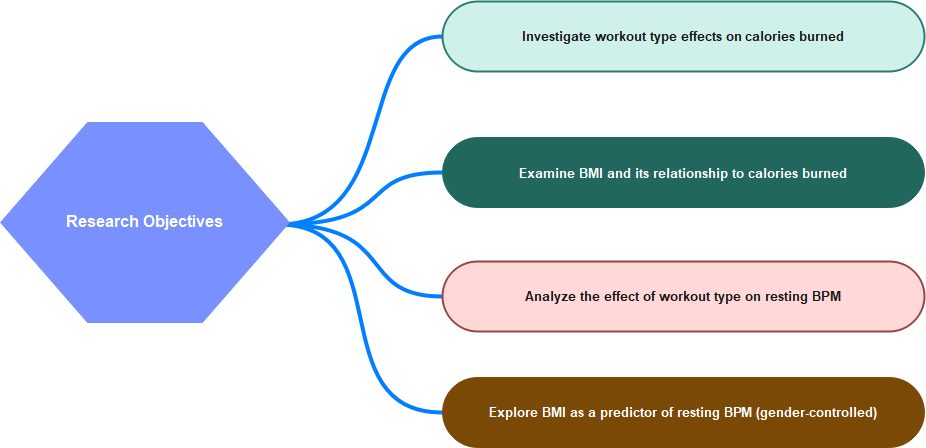 Research Objectives
Investigate workout type effects on calories burned
Examine BMI and its relationship to calories burned
Analyze the effect of workout type on resting BPM
Explore BMI as a predictor of resting BPM (gender-controlled)